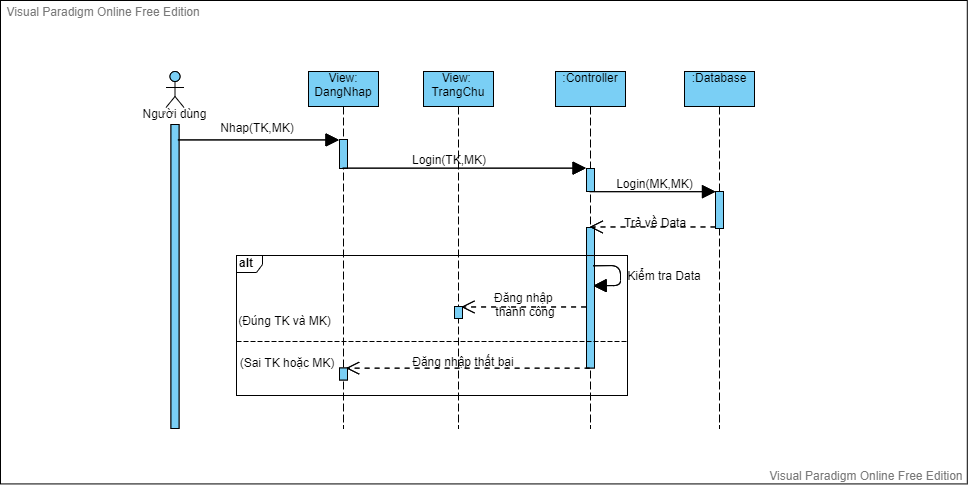 Visual Paradigm Online Free Edition
View:
DangNhap
View:
TrangChu
:Controller
:Database
Người dùng
Nhap(TK,MK)
Login(TK,MK)
Login(MK,MK)
Trả về Data
alt
Kiểm tra Data
Đăng nhập
thành công
(Đúng TK và MK)
(Sai TK hoặc MK)
Đăng nhập thất bại
Visual Paradigm Online Free Edition